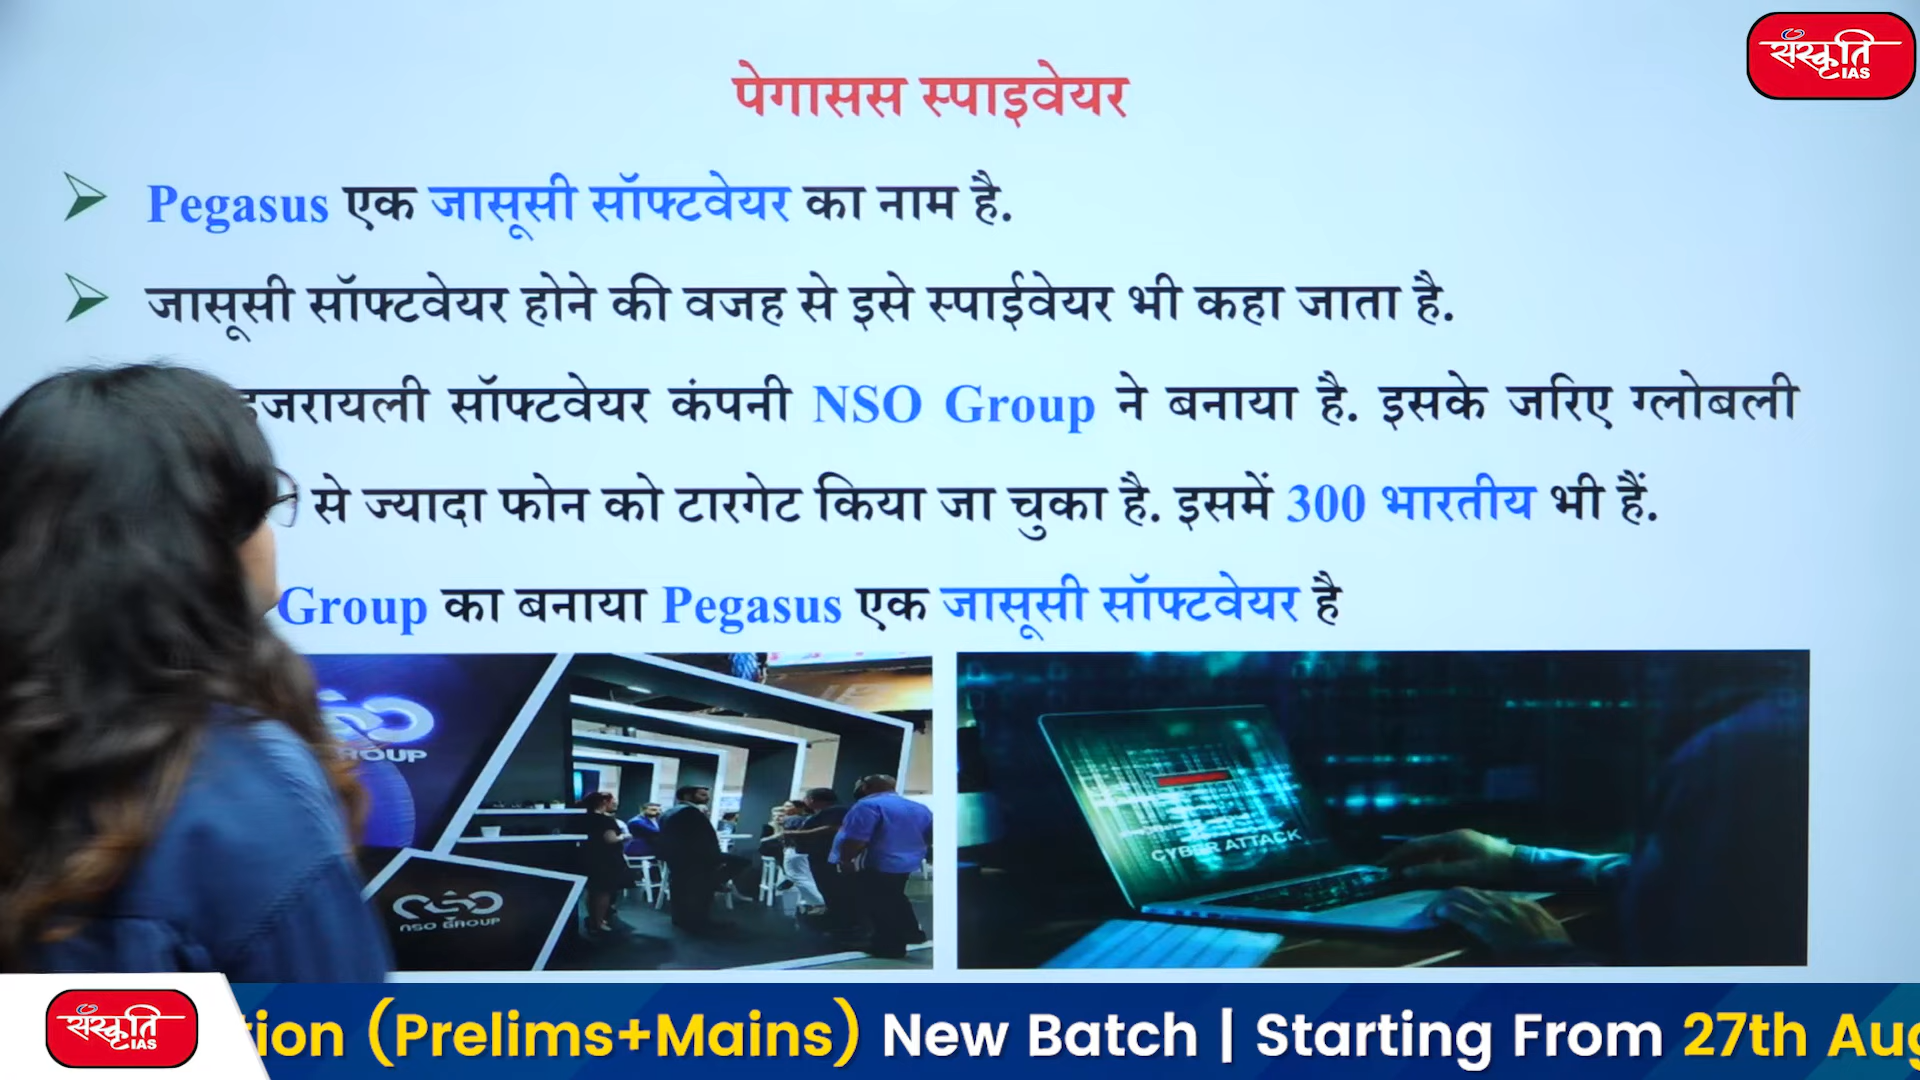 संस्कृति
IAS
पेगासस स्पाइवेयर
Pegasus एक जासूसी सॉफ्टवेयर का नाम है.
जासूसी सॉफ्टवेयर होने की वजह से इसे स्पाईवेयर भी कहा जाता है.
इजरायली सॉफ्टवेयर कंपनी NSO Group ने बनाया है. इसके जरिए ग्लोबली
से ज्यादा फोन को टारगेट किया जा चुका है. इसमें 300 भारतीय भी हैं.
Group का बनाया Pegasus एक जासूसी सॉफ्टवेयर है
GROUP
NSO GROUP
CYBER ATTACK
संस्कृति
IAS
(Prelims+Mains) New Batch | Starting From 27th Aug